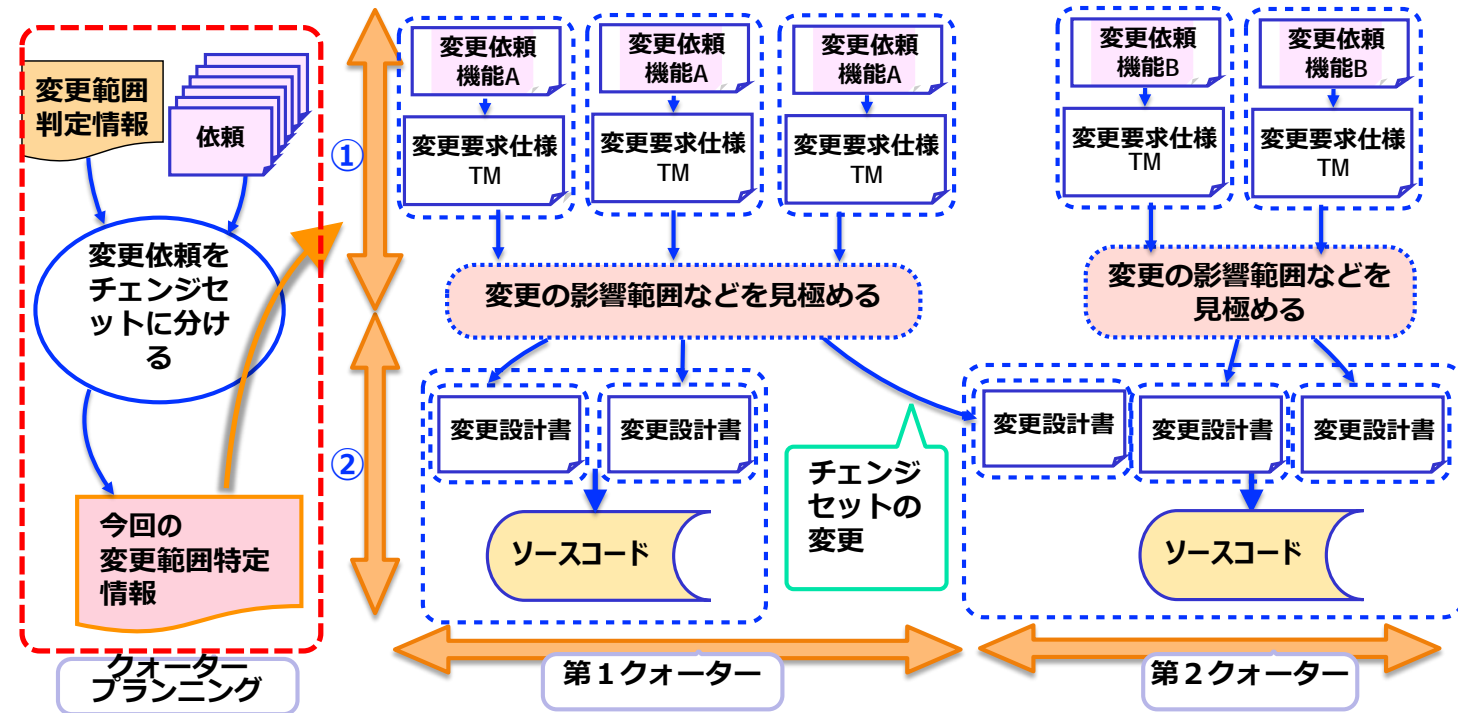 変更範囲
判定情報
依頼
変更依頼を
チェンジセ
ットに分け
る
今回の
変更範囲特定
情報
クォーター
プランニング
①
②
変更依頼
機能A
変更要求仕様
TM
変更依頼
機能A
変更要求仕様
TM
変更依頼
機能A
変更要求仕様
TM
変更の影響範囲などを見極める
変更設計書
変更設計書
ソースコード
チェンジ
セットの
変更
第１クォーター
変更依頼
機能B
変更要求仕様
TM
変更依頼
機能B
変更要求仕様
TM
変更の影響範囲などを
見極める
変更設計書
変更設計書
変更設計書
ソースコード
第２クォーター